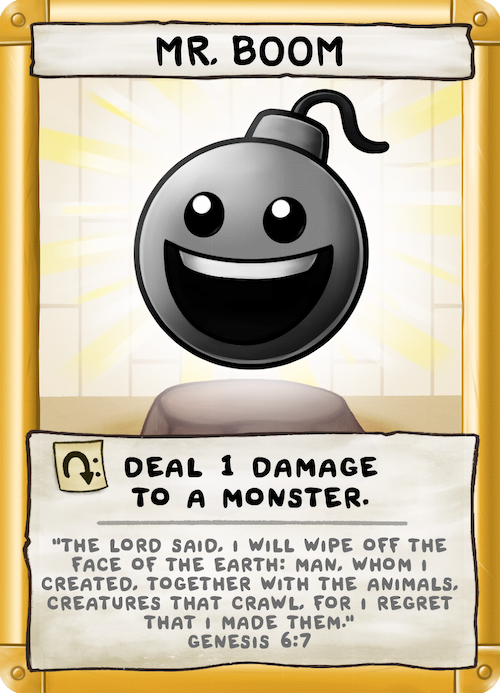 MR. BOOM
DEAL 1 DAMAGE
TO A MONSTER.
"THE LORD SAID, I WILL WIPE OFF THE
FACE OF THE EARTH: MAN, WHOM I
CREATED, TOGETHER WITH THE ANIMALS,
CREATURES THAT CRAWL, FOR I REGRET
THAT I MADE THEM."
GENESIS 6:7